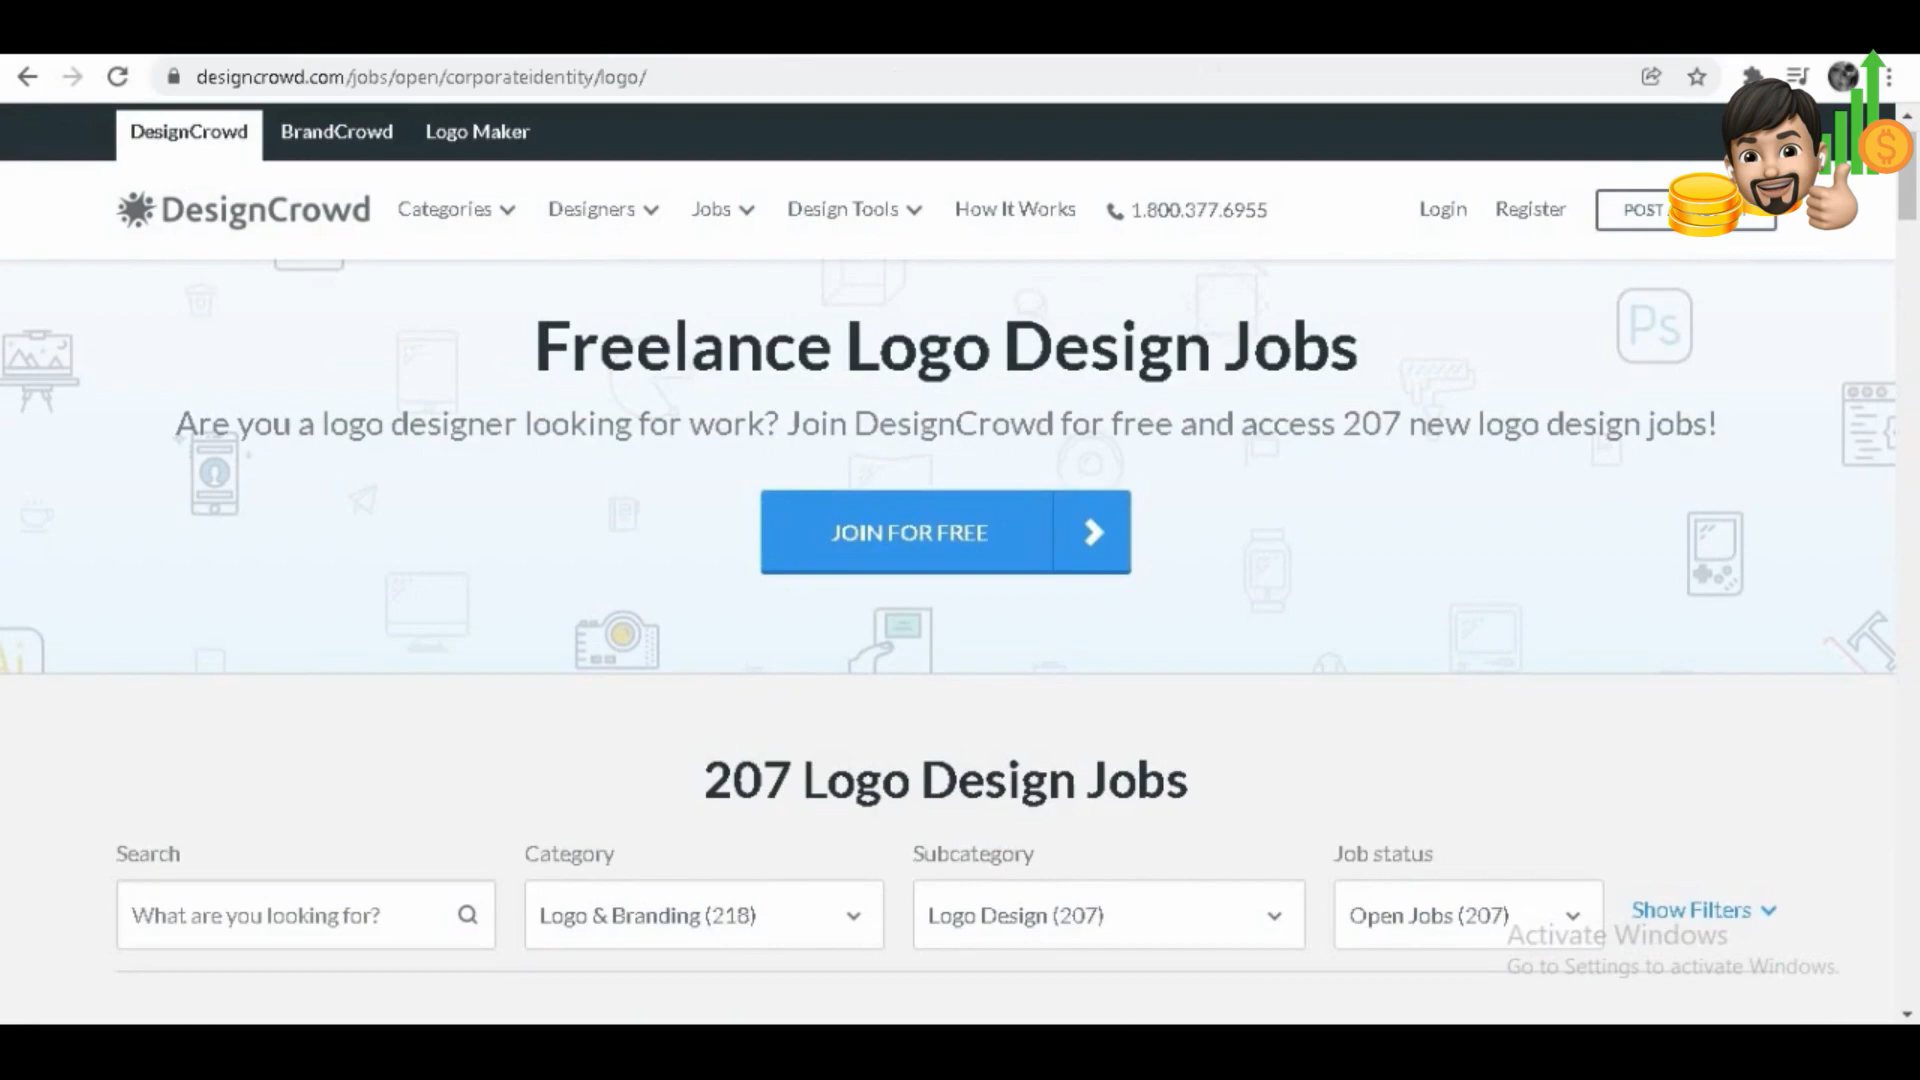 designcrowd.com/jobs/open/corporateidentity/logo/
DesignCrowd BrandCrowd Logo Maker
DesignCrowd Categories Designers Jobs Design Tools How It Works 1.800.377.6955 Login Register POST
Ps
Freelance Logo Design Jobs
Are you a logo designer looking for work? Join DesignCrowd for free and access 207 new logo design jobs!
JOIN FOR FREE
Ai
207 Logo Design Jobs
Search Category Subcategory Job status
What are you looking for? Logo & Branding (218) Logo Design (207) Open Jobs (207) Show Filters
Activate Windows
Go to Settings to activate Windows.